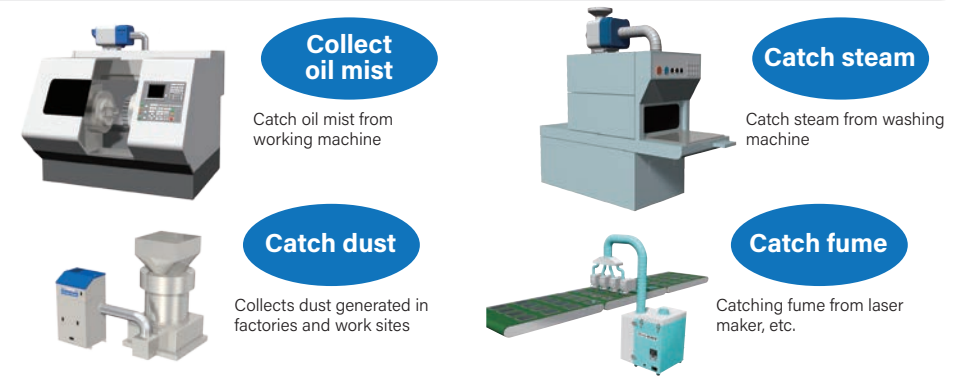 Collect
oil mist
Catch oil mist from
working machine
Catch steam
Catch steam from washing
machine
Catch dust
Collects dust generated in
factories and work sites
Catch fume
Catching fume from laser
maker, etc.